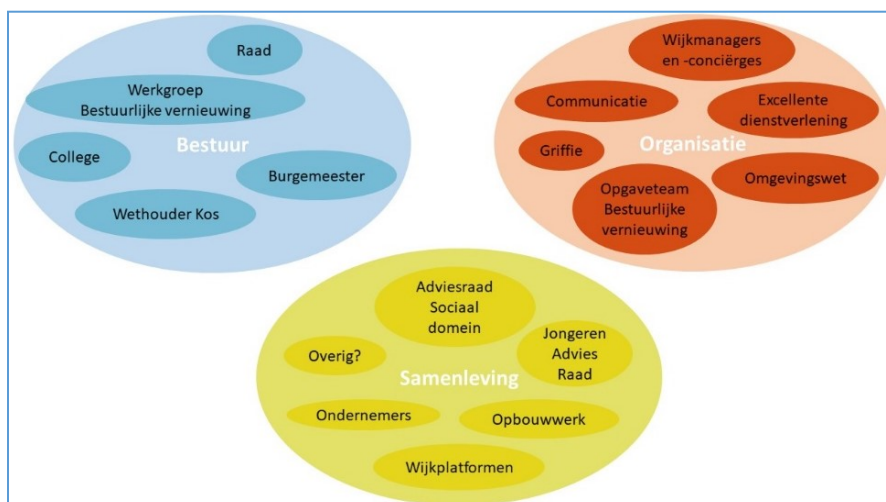 Raad
Werkgroep
Bestuurlijke vernieuwing
Bestuur
College
Burgemeester
Wethouder Kos
Wijkmanagers
en -conciërges
Communicatie
Excellente
dienstverlening
Griffie
Organisatie
Omgevingswet
Opgaveteam
Bestuurlijke
vernieuwing
Adviesraad
Sociaal
domein
Jongeren
Advies
Raad
Overig?
Samenleving
Ondernemers
Opbouwwerk
Wijkplatformen